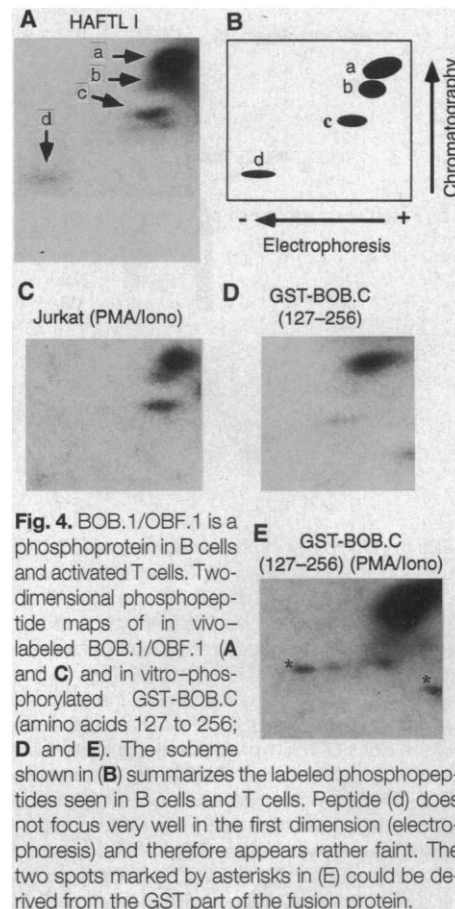 A
HAFTL I
a
b
c
d
B
a
b
c
d
Chromatography
- +
Electrophoresis
C
Jurkat (PMA/Iono)
D
GST-BOB.C
(127–256)
E
GST-BOB.C
(127–256) (PMA/Iono)
*
*
Fig. 4. BOB.1/OBF.1 is a
phosphoprotein in B cells
and activated T cells. Two-
dimensional phosphopep-
tide maps of in vivo–
labeled BOB.1/OBF.1 (A
and C) and in vitro–phos-
phorylated GST-BOB.C
(amino acids 127 to 256;
D and E). The scheme
shown in (B) summarizes the labeled phosphopep-
tides seen in B cells and T cells. Peptide (d) does
not focus very well in the first dimension (electro-
phoresis) and therefore appears rather faint. The
two spots marked by asterisks in (E) could be de-
rived from the GST part of the fusion protein.